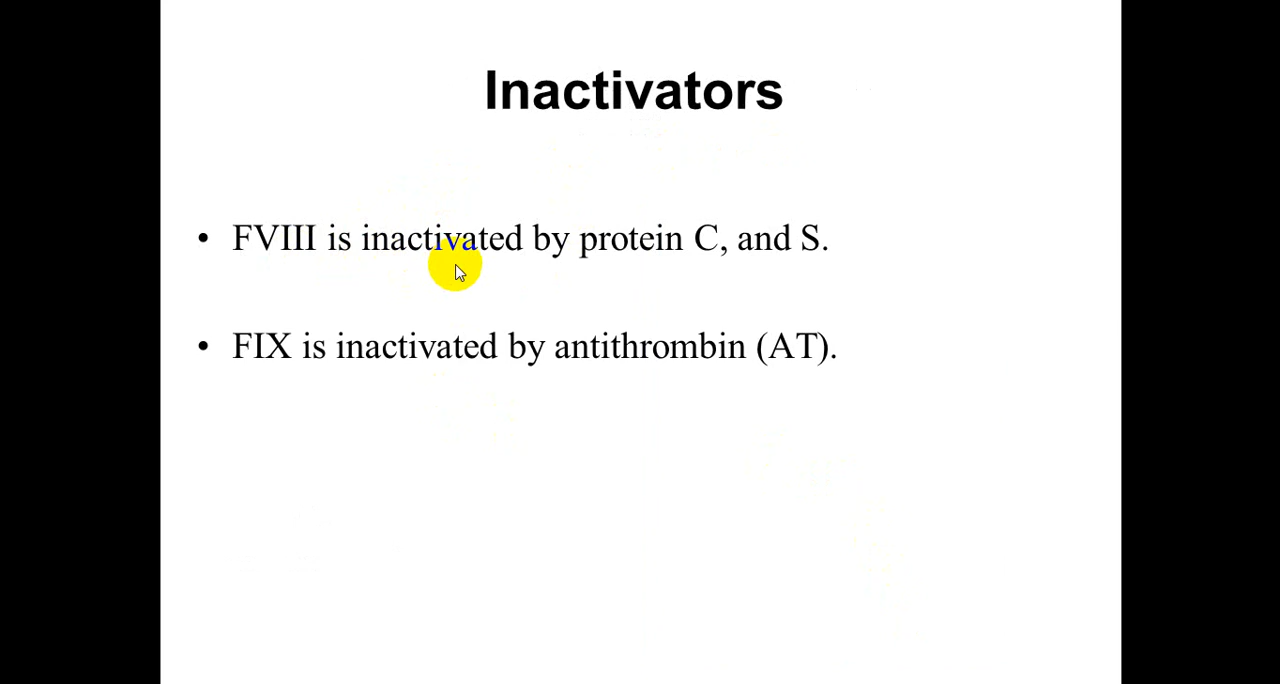 Inactivators
• FVIII is inactivated by protein C, and S.
• FIX is inactivated by antithrombin (AT).